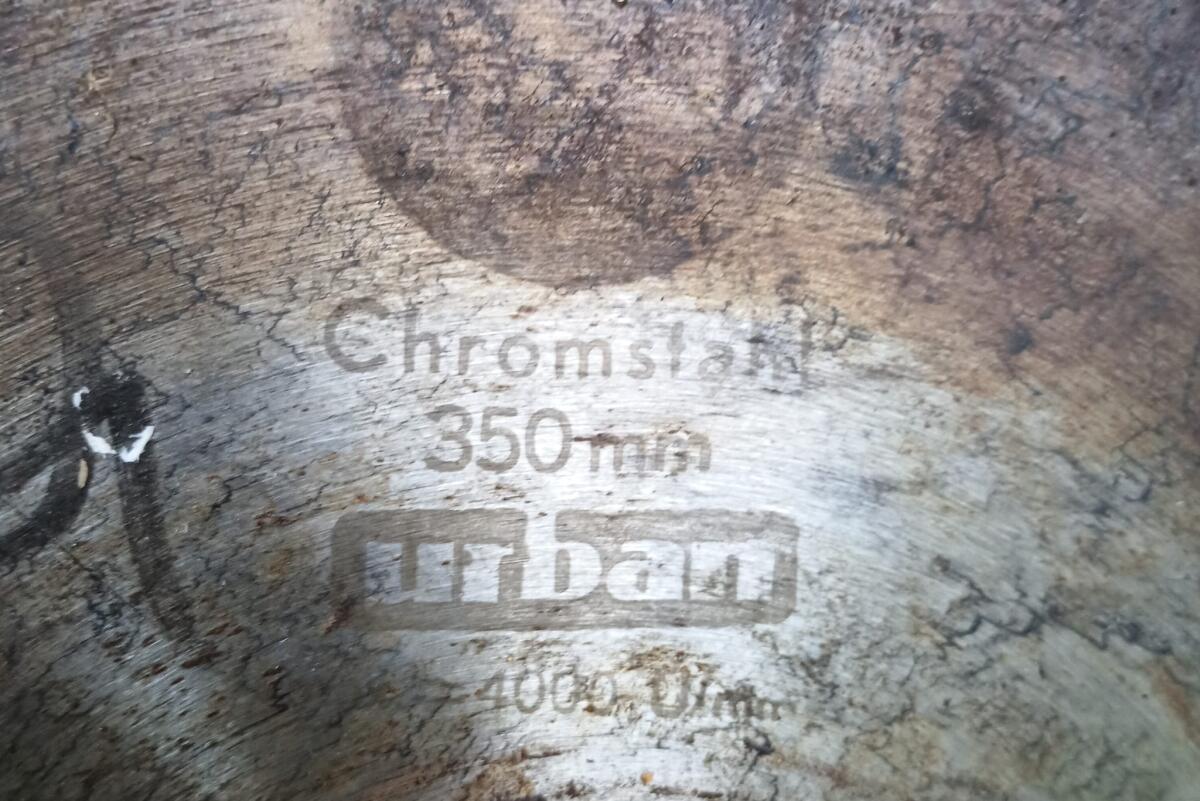 Chromstahl
350 mm
urban
4000 U/min